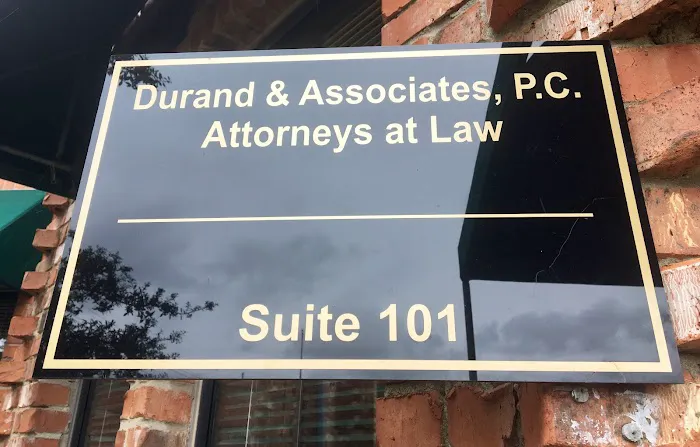 Durand & Associates, P.C.
Attorneys at Law
Suite 101